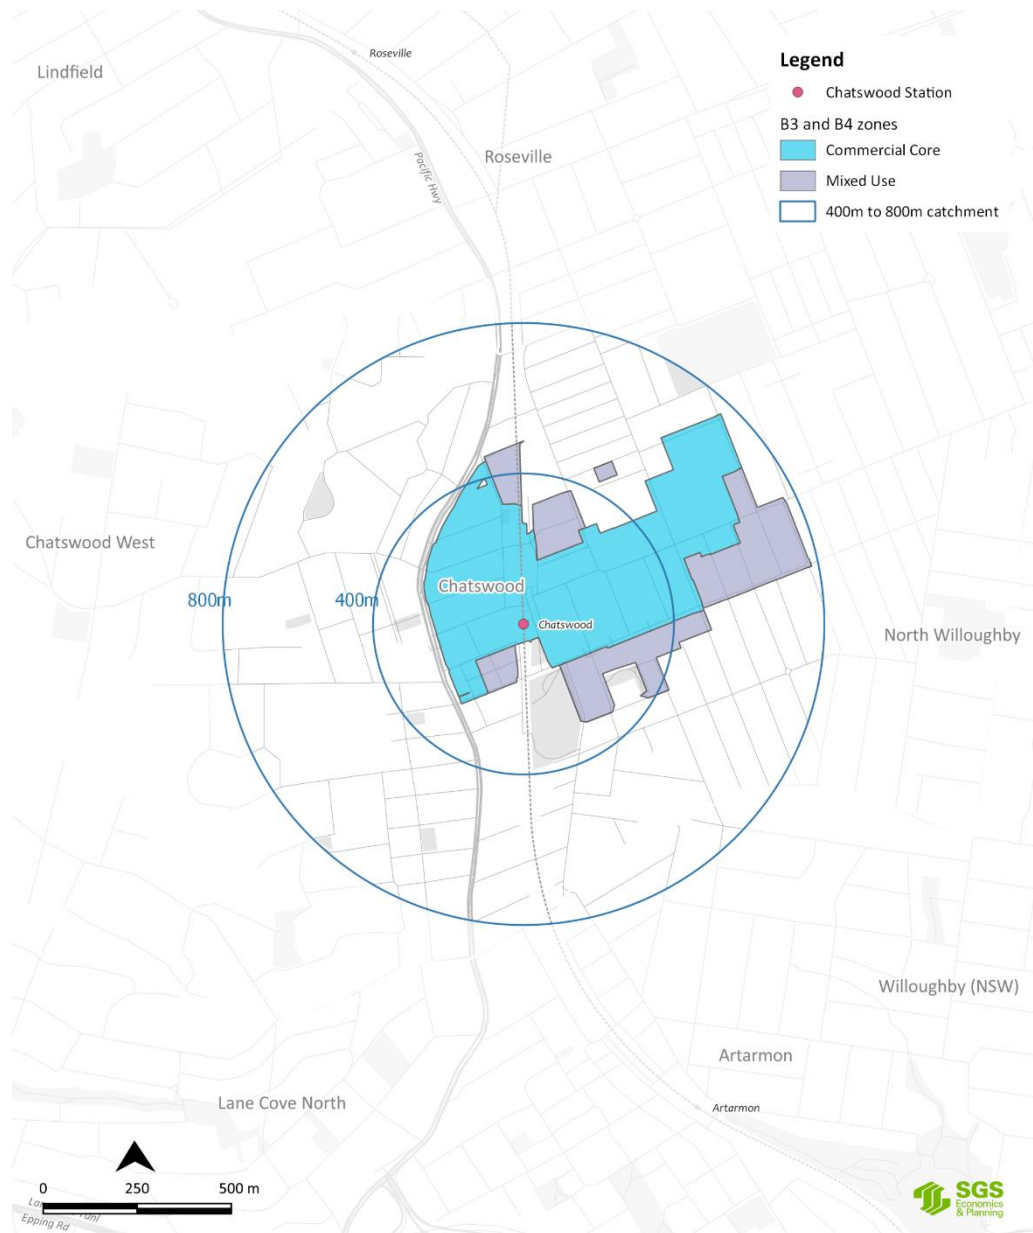 Roseville
Lindfield
Legend
Chatswood Station
B3 and B4 zones
Commercial Core
Mixed Use
400m to 800m catchment
Pacific Hwy
Roseville
Chatswood West
Chatswood
800m
400m
Chatswood
North Willoughby
Willoughby (NSW)
Artarmon
Lane Cove North
Artarmon
0 250 500 m
Epping Rd
SGS
Economics
& Planning